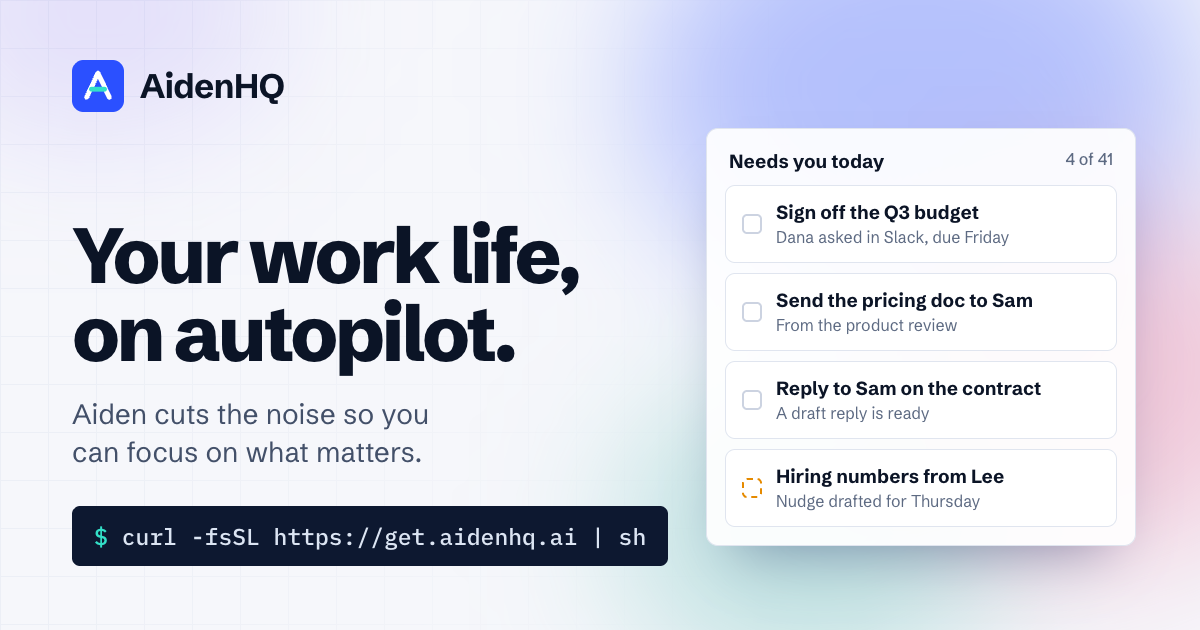 AidenHQ
Your work life,
on autopilot.
Aiden cuts the noise so you
can focus on what matters.
$ curl -fsSL https://get.aidenhq.ai | sh
Needs you today
4 of 41
Sign off the Q3 budget
Dana asked in Slack, due Friday
Send the pricing doc to Sam
From the product review
Reply to Sam on the contract
A draft reply is ready
Hiring numbers from Lee
Nudge drafted for Thursday